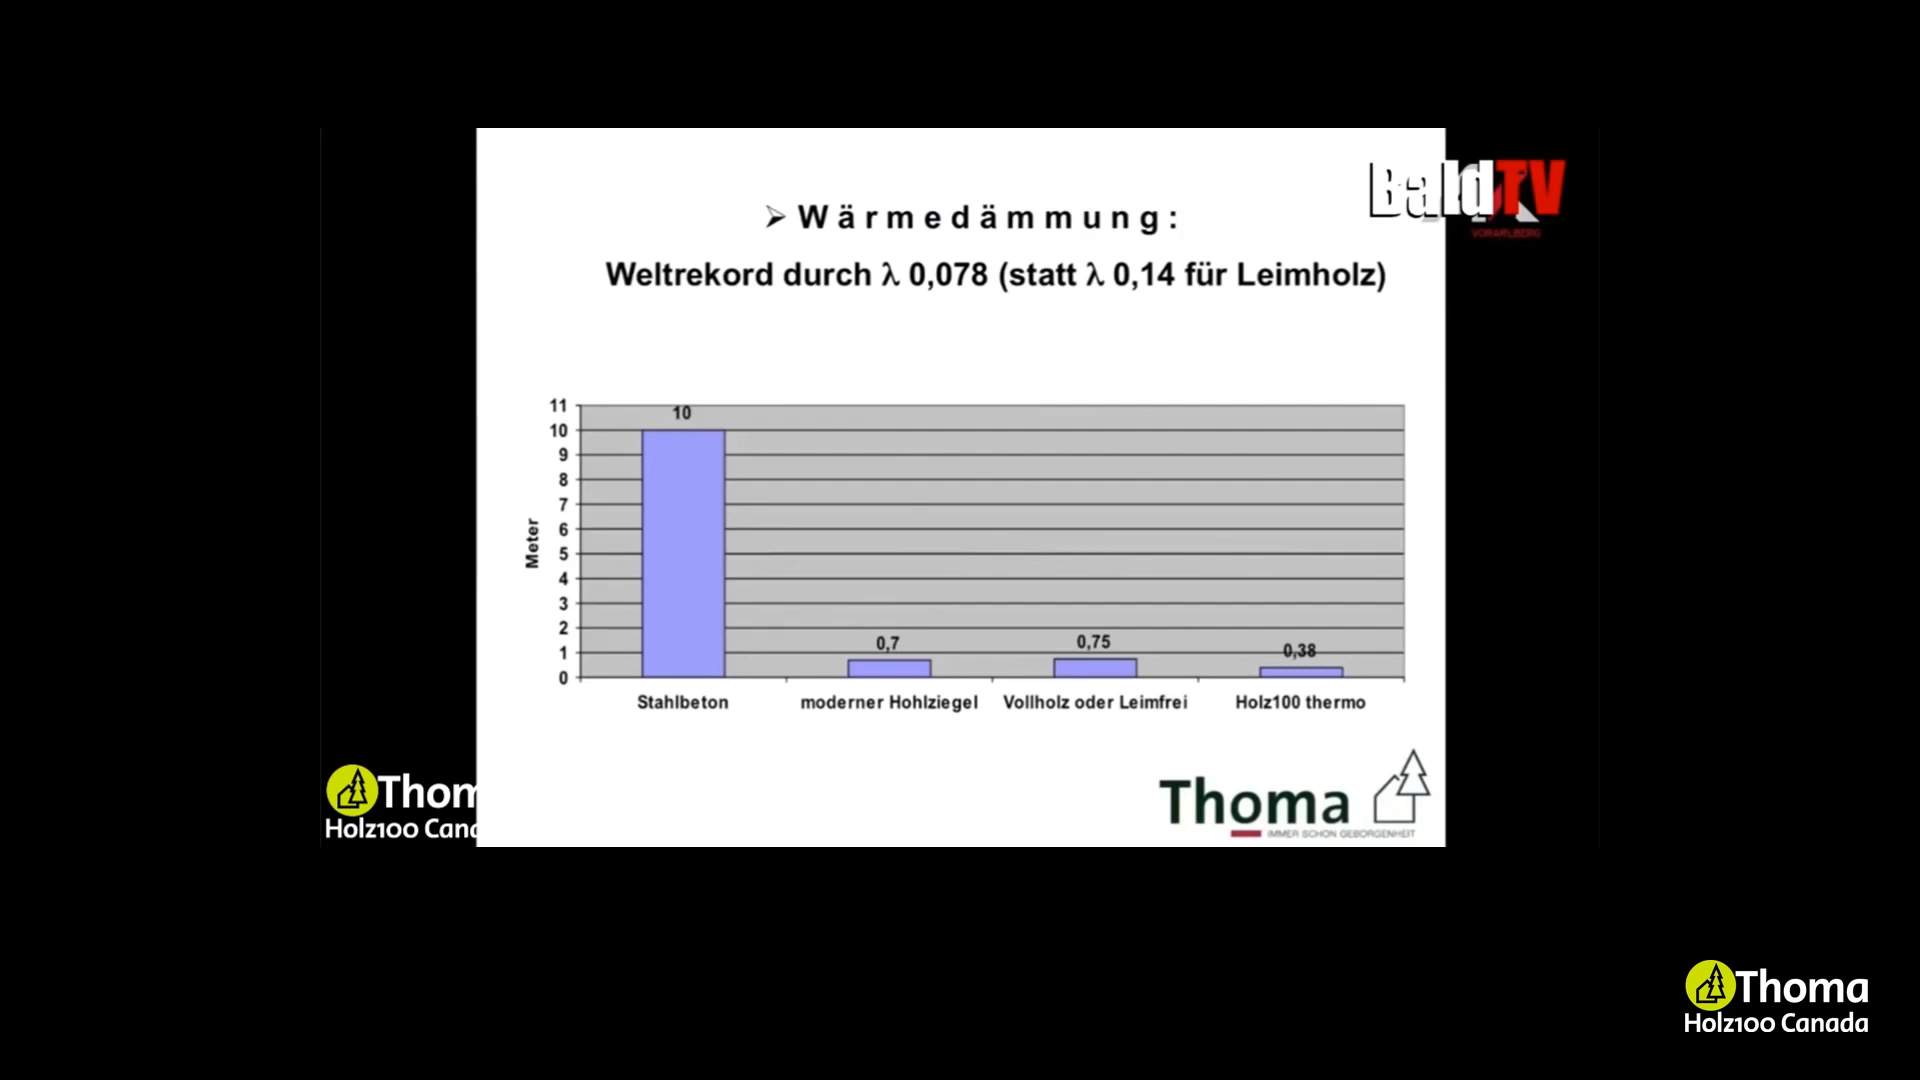 BaldTV
VORARLBERG
➢ Wärmedämmung:
Weltrekord durch λ 0,078 (statt λ 0,14 für Leimholz)
11
10
9
8
7
6
5
4
3
2
1
0
Meter
10
0,7
0,75
0,38
Stahlbeton
moderner Hohlziegel
Vollholz oder Leimfrei
Holz100 thermo
Thoma
IMMER SCHON GEBORGENHEIT
Thom
Holz100 Cana
Thoma
Holz100 Canada